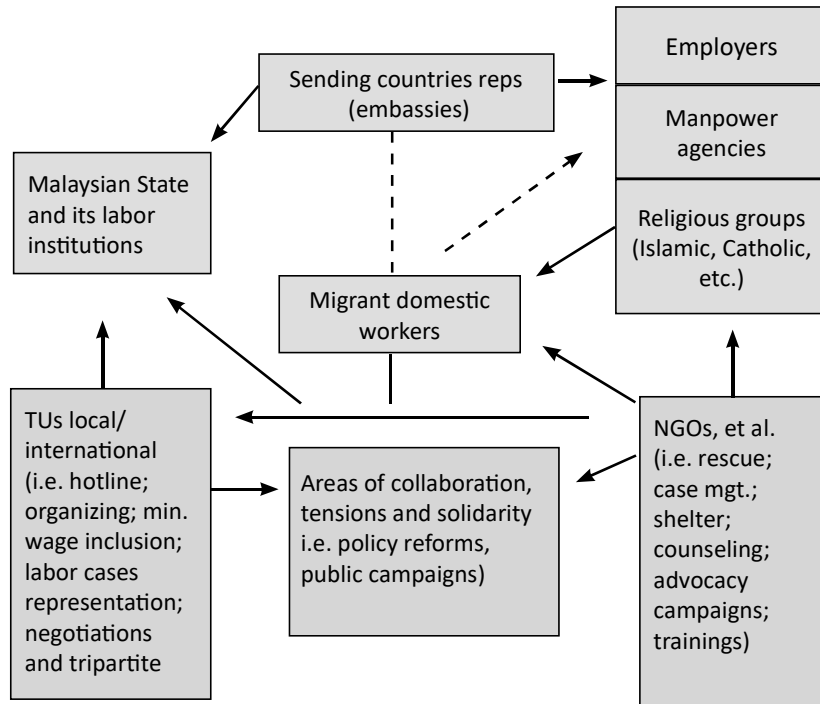 Employers
Sending countries reps
(embassies)
Manpower
agencies
Malaysian State
and its labor
institutions
Religious groups
(Islamic, Catholic,
etc.)
Migrant domestic
workers
TUs local/
international
(i.e. hotline;
organizing; min.
wage inclusion;
labor cases
representation;
negotiations
and tripartite
Areas of collaboration,
tensions and solidarity
i.e. policy reforms,
public campaigns)
NGOs, et al.
(i.e. rescue;
case mgt.;
shelter;
counseling;
advocacy
campaigns;
trainings)